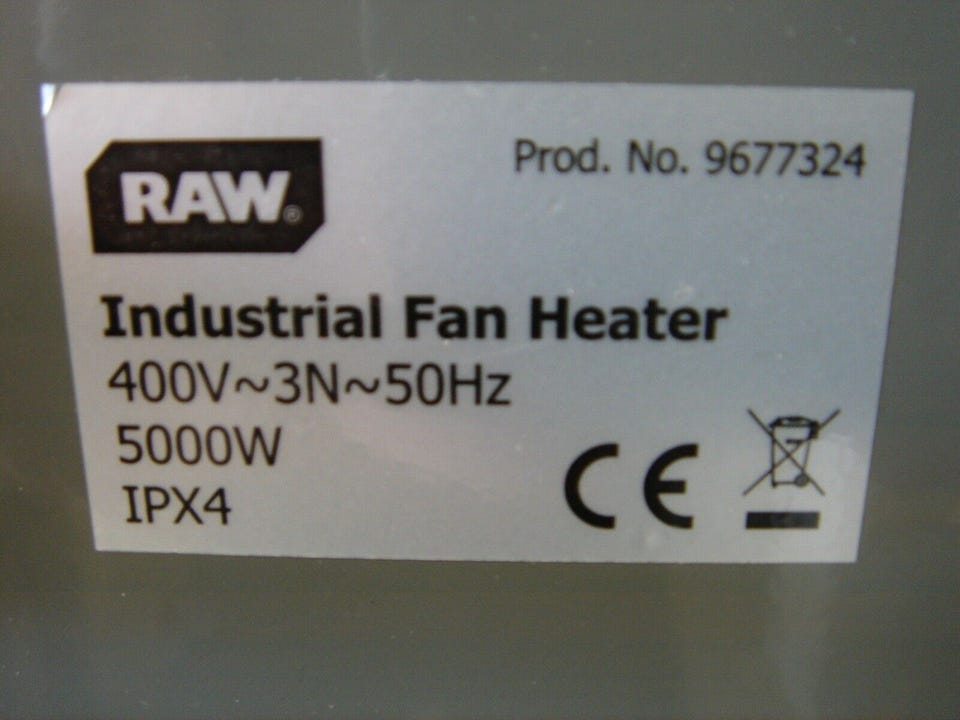 RAW®
Prod. No. 9677324
Industrial Fan Heater
400V~3N~50Hz
5000W
IPX4
CE